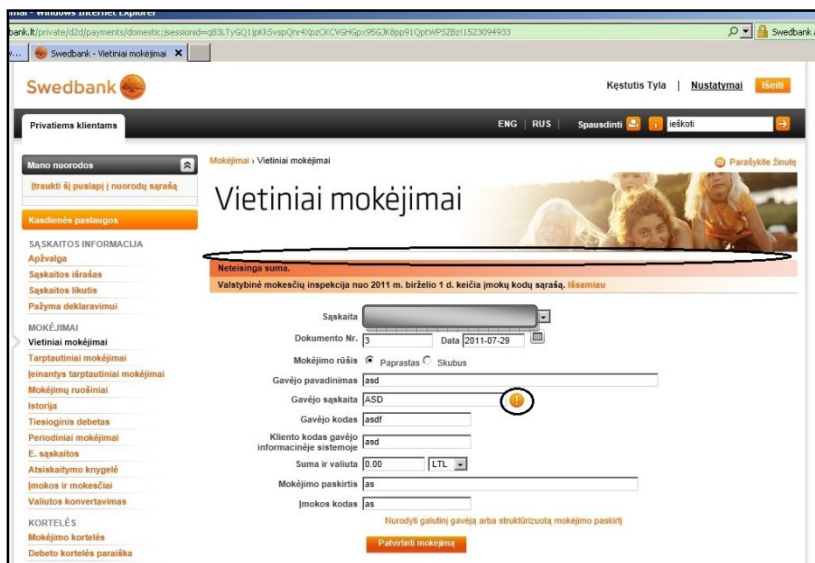 Windows Internet Explorer
bank.lt/private/d2d/payments/domestic;jsessionid=
Swedbank
Swedbank - Vietiniai mokėjimai
Swedbank
Kęstutis Tyla | Nustatymai Išeiti
Privatiems klientams
ENG | RUS | Spausdinti ieškoti
Mano nuorodos
Įtraukti šį puslapį į nuorodų sąrašą
Kasdienės paslaugos
SĄSKAITOS INFORMACIJA
Apžvalga
Sąskaitos išrašas
Sąskaitos likutis
Pažyma deklaravimui
MOKĖJIMAI
Vietiniai mokėjimai
Tarptautiniai mokėjimai
Įeinantys tarptautiniai mokėjimai
Mokėjimų ruošiniai
Istorija
Tiesioginis debetas
Periodiniai mokėjimai
E. sąskaitos
Atsiskaitymo knygelė
Įmokos ir mokesčiai
Valiutos konvertavimas
KORTELĖS
Mokėjimo kortelės
Debeto kortelės paraiška
Mokėjimai › Vietiniai mokėjimai
Parašykite žinutę
Vietiniai mokėjimai
Neteisinga suma.
Valstybinė mokesčių inspekcija nuo 2011 m. birželio 1 d. keičia įmokų kodų sąrašą. Išsamiau
Sąskaita
Dokumento Nr. 3 Data 2011-07-29
Mokėjimo rūšis Paprastas Skubus
Gavėjo pavadinimas asd
Gavėjo sąskaita ASD !
Gavėjo kodas asdf
Kliento kodas gavėjo
informacinėje sistemoje asd
Suma ir valiuta 0.00 LTL
Mokėjimo paskirtis as
Įmokos kodas as
Nurodyti galutinį gavėją arba struktūrizuotą mokėjimo paskirtį
Patvirtinti mokėjimą